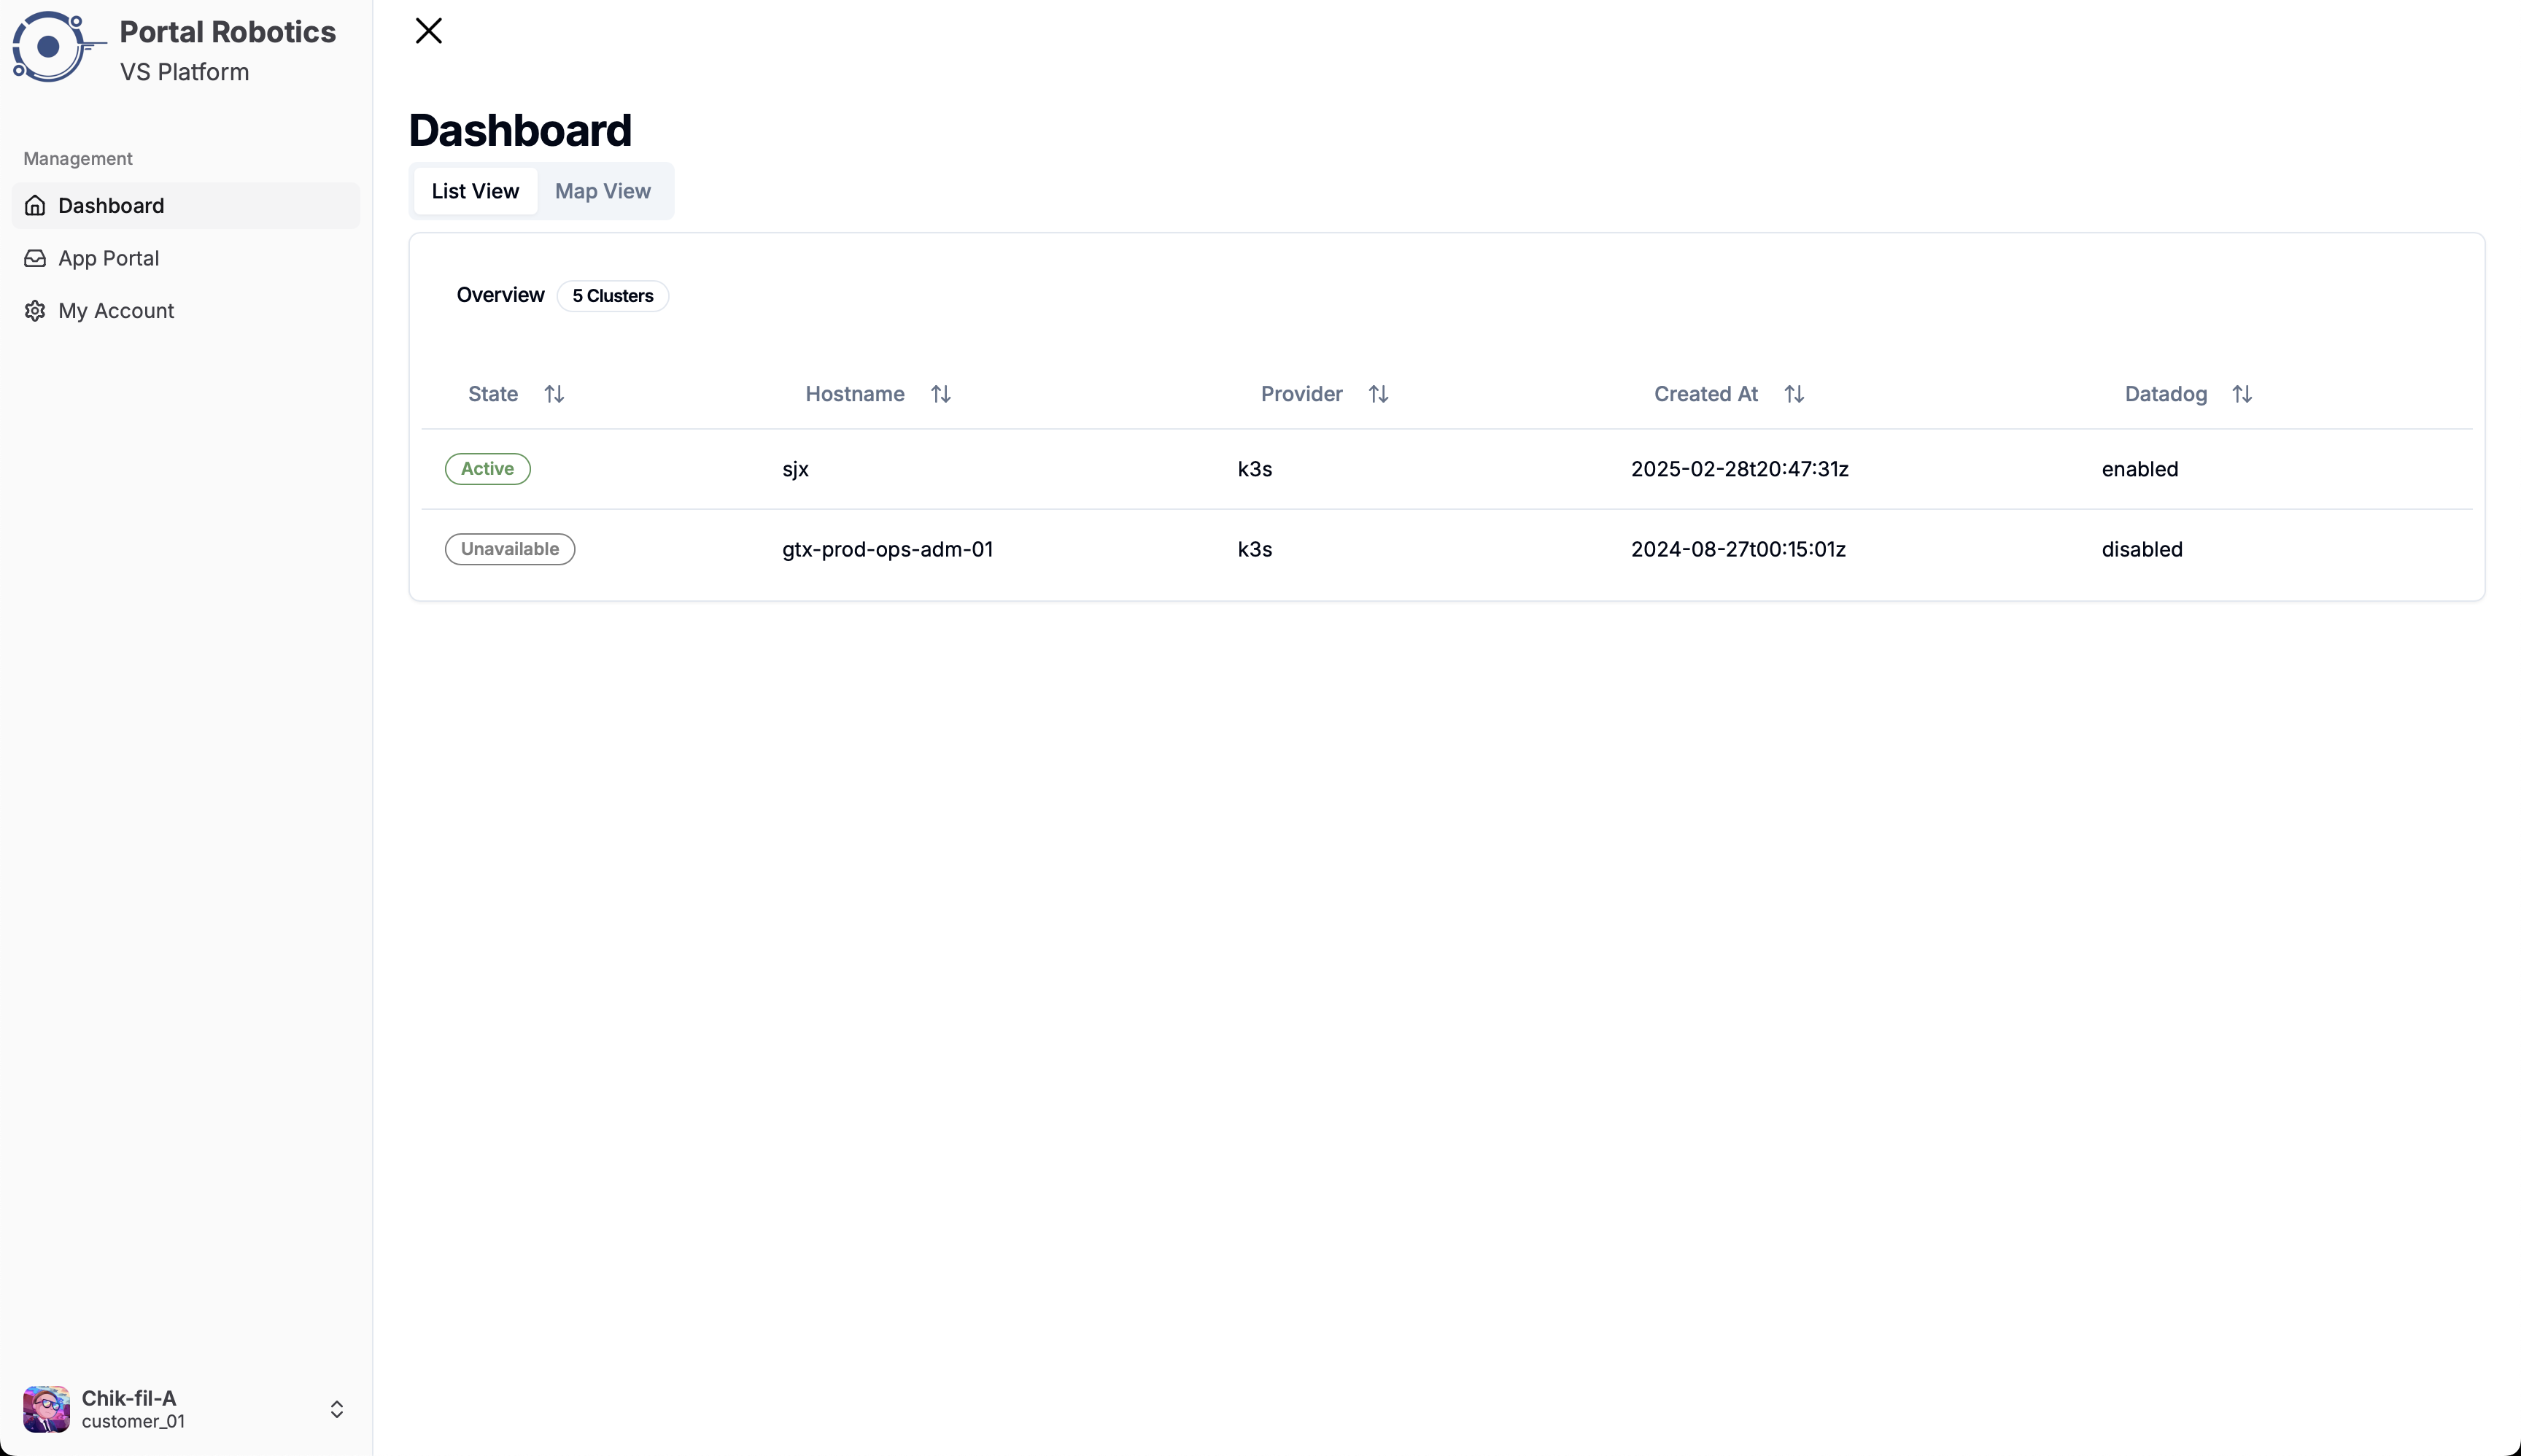 Portal Robotics
VS Platform
Management
Dashboard
App Portal
My Account
Chik-fil-A
customer_01
Dashboard
List View Map View
Overview 5 Clusters
State Hostname Provider Created At Datadog
Active sjx k3s 2025-02-28t20:47:31z enabled
Unavailable gtx-prod-ops-adm-01 k3s 2024-08-27t00:15:01z disabled